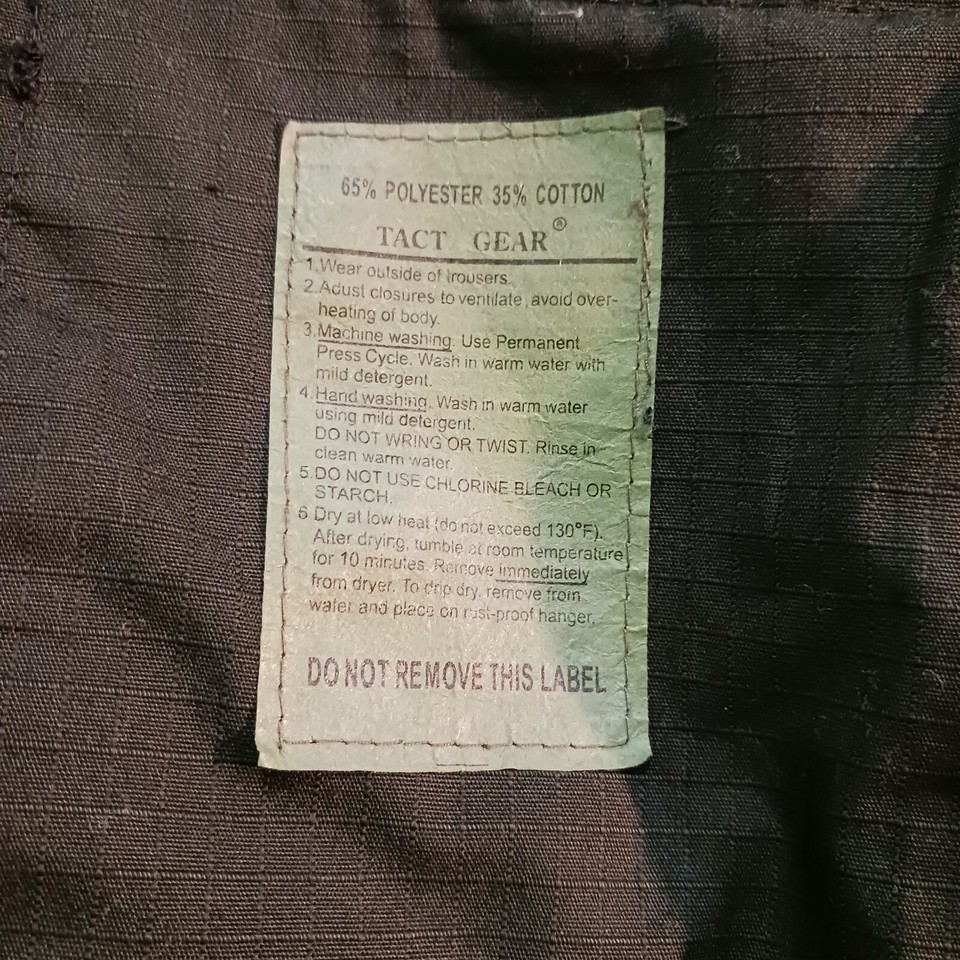 65% POLYESTER 35% COTTON
TACT GEAR®
1.Wear outside of trousers.
2.Adust closures to ventilate, avoid over-
heating of body.
3.Machine washing. Use Permanent
Press Cycle. Wash in warm water with
mild detergent.
4.Hand washing. Wash in warm water
using mild detergent.
DO NOT WRING OR TWIST. Rinse in
clean warm water.
5.DO NOT USE CHLORINE BLEACH OR
STARCH.
6 Dry at low heat (do not exceed 130°F).
After drying, tumble at room temperature
for 10 minutes. Remove immediately
from dryer. To drip dry, remove from
water and place on rust-proof hanger.
DO NOT REMOVE THIS LABEL